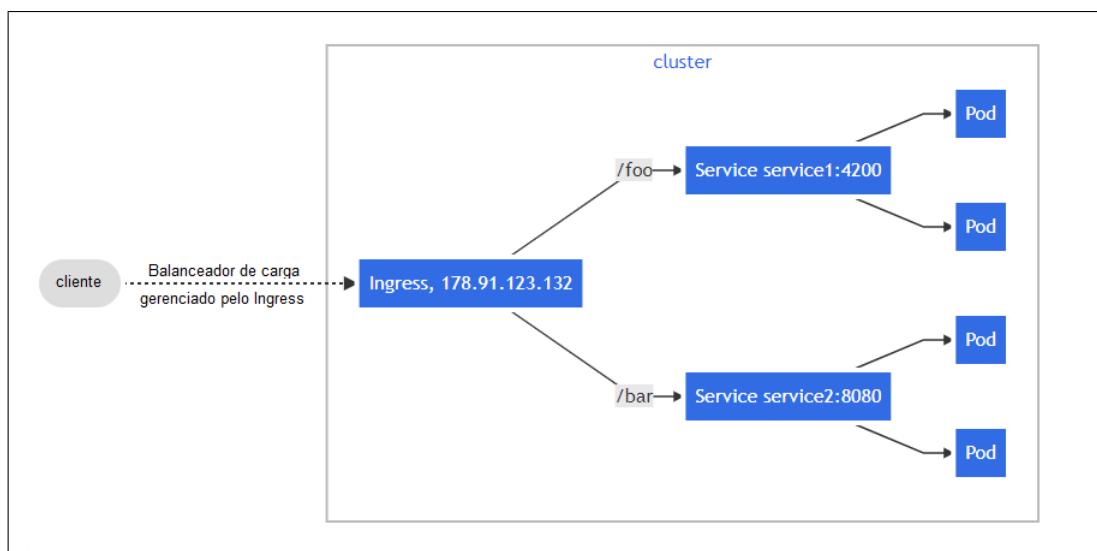 cluster
Pod
/foo
Service service1:4200
Pod
cliente
Balanceador de carga
gerenciado pelo Ingress
Ingress, 178.91.123.132
Pod
/bar
Service service2:8080
Pod